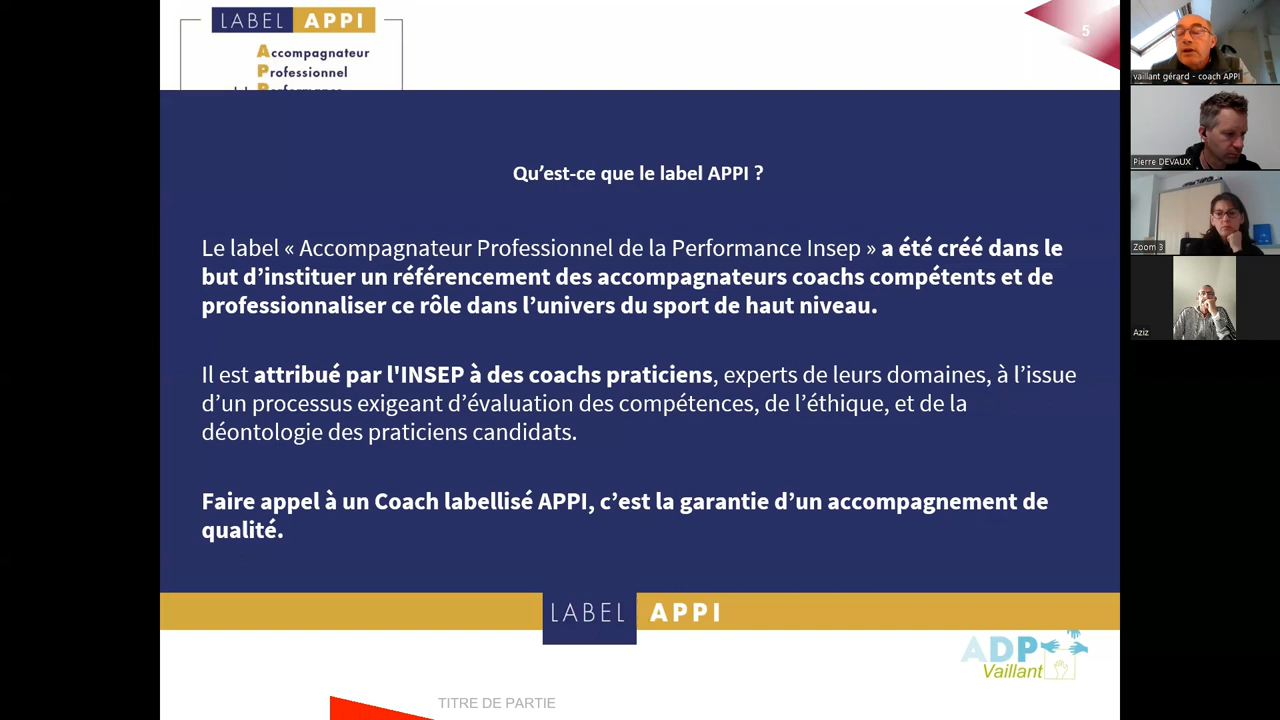 LABEL APPI
Accompagnateur
Professionnel
Performance
5
Qu’est-ce que le label APPI ?
Le label « Accompagnateur Professionnel de la Performance Insep » a été créé dans le
but d’instituer un référencement des accompagnateurs coachs compétents et de
professionnaliser ce rôle dans l’univers du sport de haut niveau.
Il est attribué par l'INSEP à des coachs praticiens, experts de leurs domaines, à l’issue
d’un processus exigeant d’évaluation des compétences, de l’éthique, et de la
déontologie des praticiens candidats.
Faire appel à un Coach labellisé APPI, c’est la garantie d’un accompagnement de
qualité.
LABEL APPI
ADP
Vaillant
TITRE DE PARTIE
vaillant gérard - coach APPI
Pierre DEVAUX
Zoom 3
Aziz